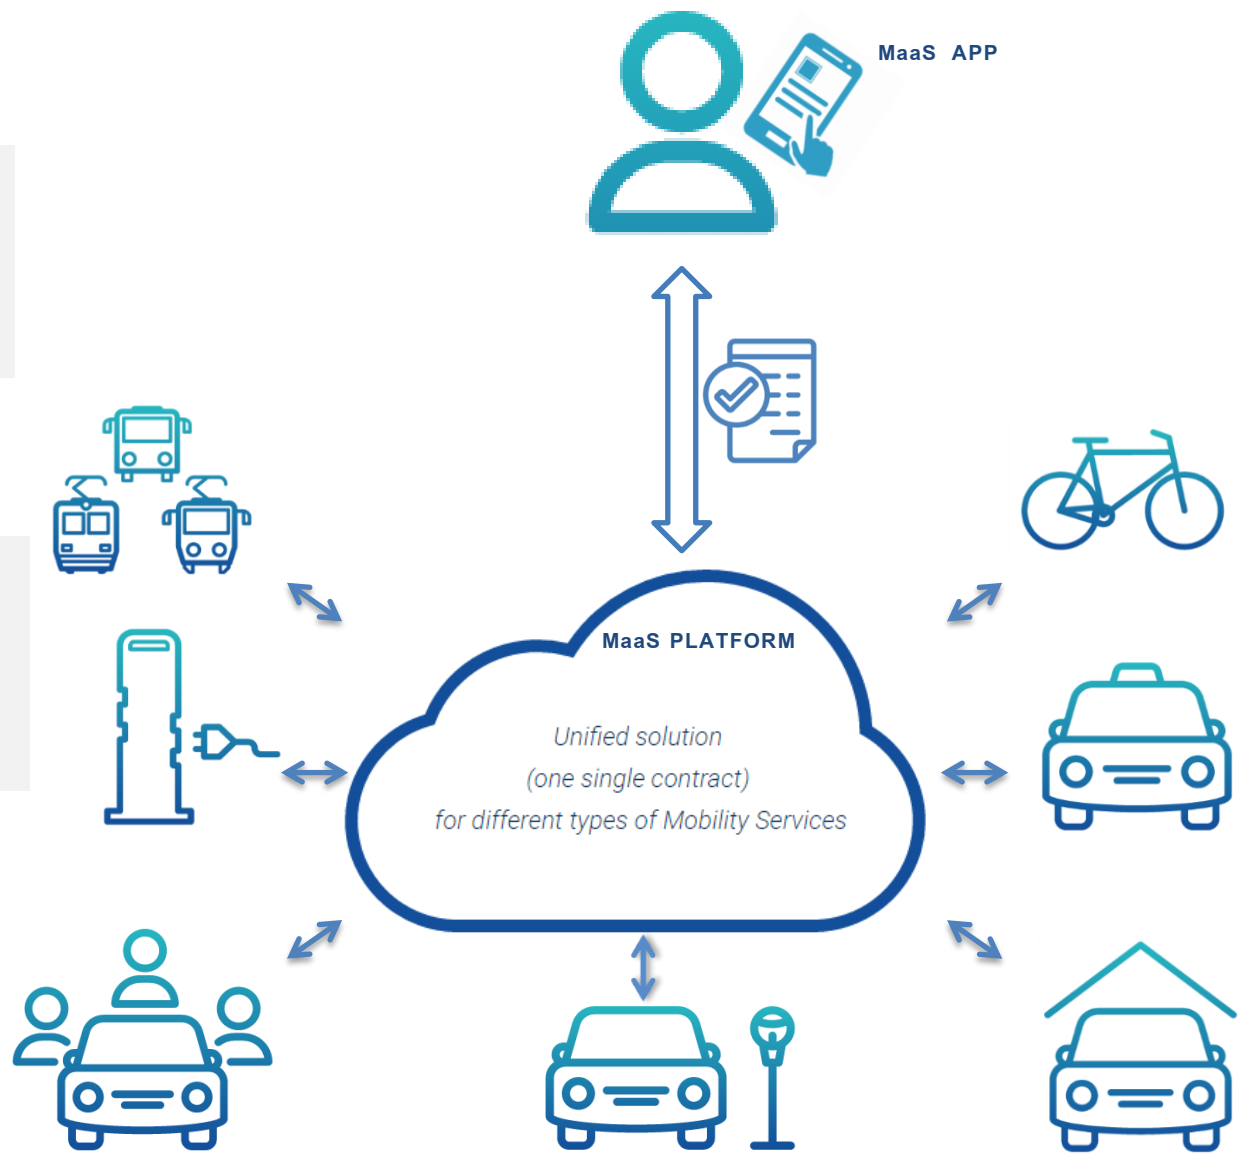 MaaS APP
MaaS PLATFORM
Unified solution
(one single contract)
for different types of Mobility Services